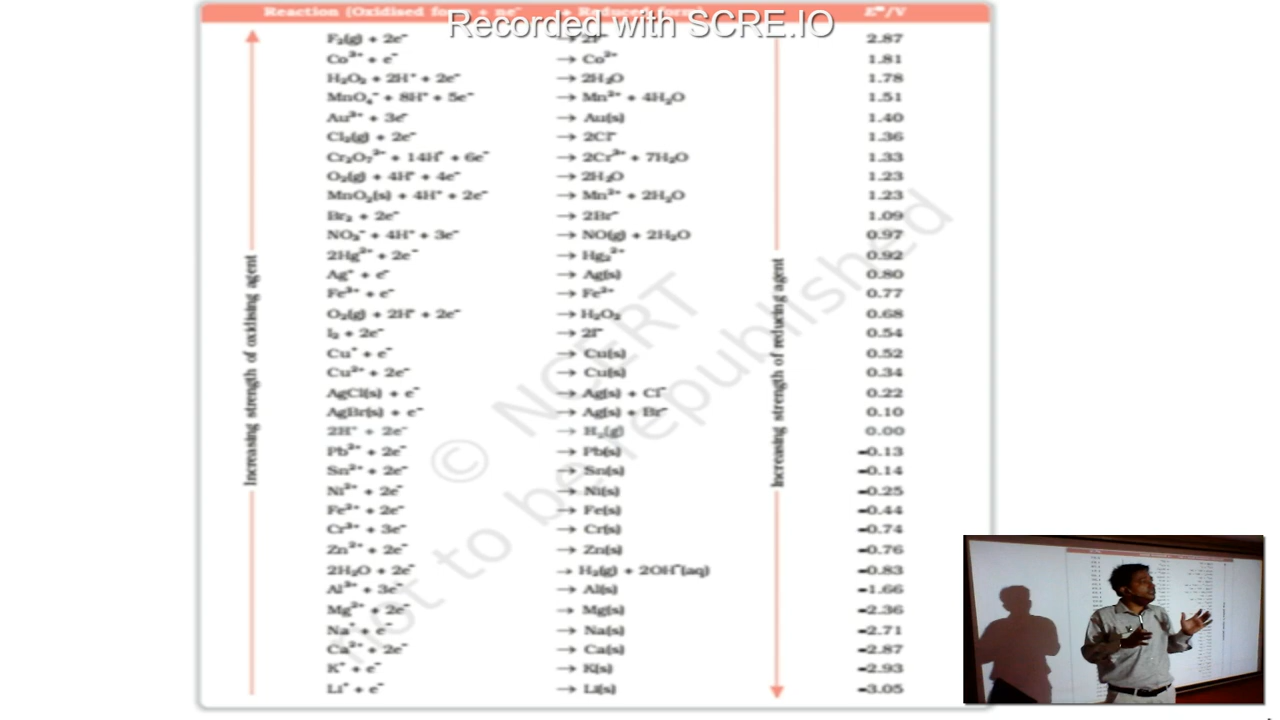 Reaction (Oxidised form + ne⁻ → Reduced form) E⊖/V
Recorded with SCRE.IO
F₂(g) + 2e⁻ → 2F⁻ 2.87
Co³⁺ + e⁻ → Co²⁺ 1.81
H₂O₂ + 2H⁺ + 2e⁻ → 2H₂O 1.78
MnO₄⁻ + 8H⁺ + 5e⁻ → Mn²⁺ + 4H₂O 1.51
Au³⁺ + 3e⁻ → Au(s) 1.40
Cl₂(g) + 2e⁻ → 2Cl⁻ 1.36
Cr₂O₇²⁻ + 14H⁺ + 6e⁻ → 2Cr³⁺ + 7H₂O 1.33
O₂(g) + 4H⁺ + 4e⁻ → 2H₂O 1.23
MnO₂(s) + 4H⁺ + 2e⁻ → Mn²⁺ + 2H₂O 1.23
Br₂ + 2e⁻ → 2Br⁻ 1.09
NO₃⁻ + 4H⁺ + 3e⁻ → NO(g) + 2H₂O 0.97
2Hg²⁺ + 2e⁻ → Hg₂²⁺ 0.92
Ag⁺ + e⁻ → Ag(s) 0.80
Fe³⁺ + e⁻ → Fe²⁺ 0.77
O₂(g) + 2H⁺ + 2e⁻ → H₂O₂ 0.68
I₂ + 2e⁻ → 2I⁻ 0.54
Cu⁺ + e⁻ → Cu(s) 0.52
Cu²⁺ + 2e⁻ → Cu(s) 0.34
AgCl(s) + e⁻ → Ag(s) + Cl⁻ 0.22
AgBr(s) + e⁻ → Ag(s) + Br⁻ 0.10
2H⁺ + 2e⁻ → H₂(g) 0.00
Pb²⁺ + 2e⁻ → Pb(s) –0.13
Sn²⁺ + 2e⁻ → Sn(s) –0.14
Ni²⁺ + 2e⁻ → Ni(s) –0.25
Fe²⁺ + 2e⁻ → Fe(s) –0.44
Cr³⁺ + 3e⁻ → Cr(s) –0.74
Zn²⁺ + 2e⁻ → Zn(s) –0.76
2H₂O + 2e⁻ → H₂(g) + 2OH⁻(aq) –0.83
Al³⁺ + 3e⁻ → Al(s) –1.66
Mg²⁺ + 2e⁻ → Mg(s) –2.36
Na⁺ + e⁻ → Na(s) –2.71
Ca²⁺ + 2e⁻ → Ca(s) –2.87
K⁺ + e⁻ → K(s) –2.93
Li⁺ + e⁻ → Li(s) –3.05
Increasing strength of oxidising agent
Increasing strength of reducing agent
© NCERT
not to be republished